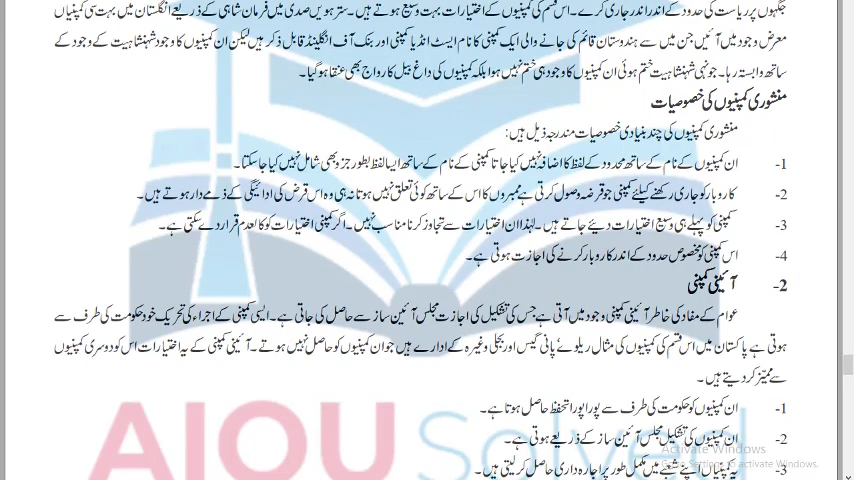 جگہوں پر ریاست کی حدود کے اندر اندر جاری کرے۔ اس قسم کی کمپنیوں کے اختیارات بہت وسیع ہوتے ہیں۔ سترھویں صدی میں فرمان شاہی کے ذریعے انگلستان میں بہت سی کمپنیاں
معرض وجود میں آئیں جن میں سے ہندوستان قائم کی جانے والی ایک کمپنی کا نام ایسٹ انڈیا کمپنی اور بنک آف انگلینڈ قابل ذکر ہیں لیکن ان کمپنیوں کا وجود شہنشاہیت کے وجود کے
ساتھ وابستہ رہا۔ جونہی شہنشاہیت ختم ہوئی ان کمپنیوں کا وجود ہی ختم نہیں ہوا بلکہ کمپنیوں کی داغ بیل کا رواج بھی عنقا ہو گیا۔
منشوری کمپنیوں کی خصوصیات
منشوری کمپنیوں کی چند بنیادی خصوصیات مندرجہ ذیل ہیں:
1- ان کمپنیوں کے نام کے ساتھ محدود کے لفظ کا اضافہ نہیں کیا جاتا کمپنی کے نام کے ساتھ ایسا لفظ بطور جزو بھی شامل نہیں کیا جا سکتا۔
2- کاروبار کو جاری رکھنے کیلئے کمپنی جو قرضہ وصول کرتی ہے ممبروں کا اس کے ساتھ کوئی تعلق نہیں ہوتا نہ ہی وہ اس قرض کی ادائیگی کے ذمے دار ہوتے ہیں۔
3- کمپنی کو پہلے ہی وسیع اختیارات دیئے جاتے ہیں۔ لہٰذا ان اختیارات سے تجاوز کرنا مناسب نہیں۔ اگر کمپنی اختیارات کو کالعدم قرار دے سکتی ہے۔
4- اس کمپنی کو مخصوص حدود کے اندر کاروبار کرنے کی اجازت ہوتی ہے۔
2- آئینی کمپنی
عوام کے مفاد کی خاطر آئینی کمپنی وجود میں آتی ہے جس کی تشکیل کی اجازت مجلس آئین ساز سے حاصل کی جاتی ہے۔ ایسی کمپنی کے اجراء کی تحریک خود حکومت کی طرف سے
ہوتی ہے پاکستان میں اس قسم کی کمپنیوں کی مثال ریلوے پانی گیس اور بجلی وغیرہ کے ادارے ہیں جو ان کمپنیوں کو حاصل نہیں ہوتے۔ آئینی کمپنی کے یہ اختیارات اس کو دوسری کمپنیوں
سے ممیز کر دیتے ہیں۔
1- ان کمپنیوں کو حکومت کی طرف سے پورا پورا تحفظ حاصل ہوتا ہے۔
2- ان کمپنیوں کی تشکیل مجلس آئین ساز کے ذریعے ہوتی ہے۔
3- یہ کمپنیاں اپنے شعبے میں مکمل طور پر اجارہ داری حاصل کر لیتی ہیں۔
AIOU Solved
Activate Windows
Go to Settings to activate Windows.